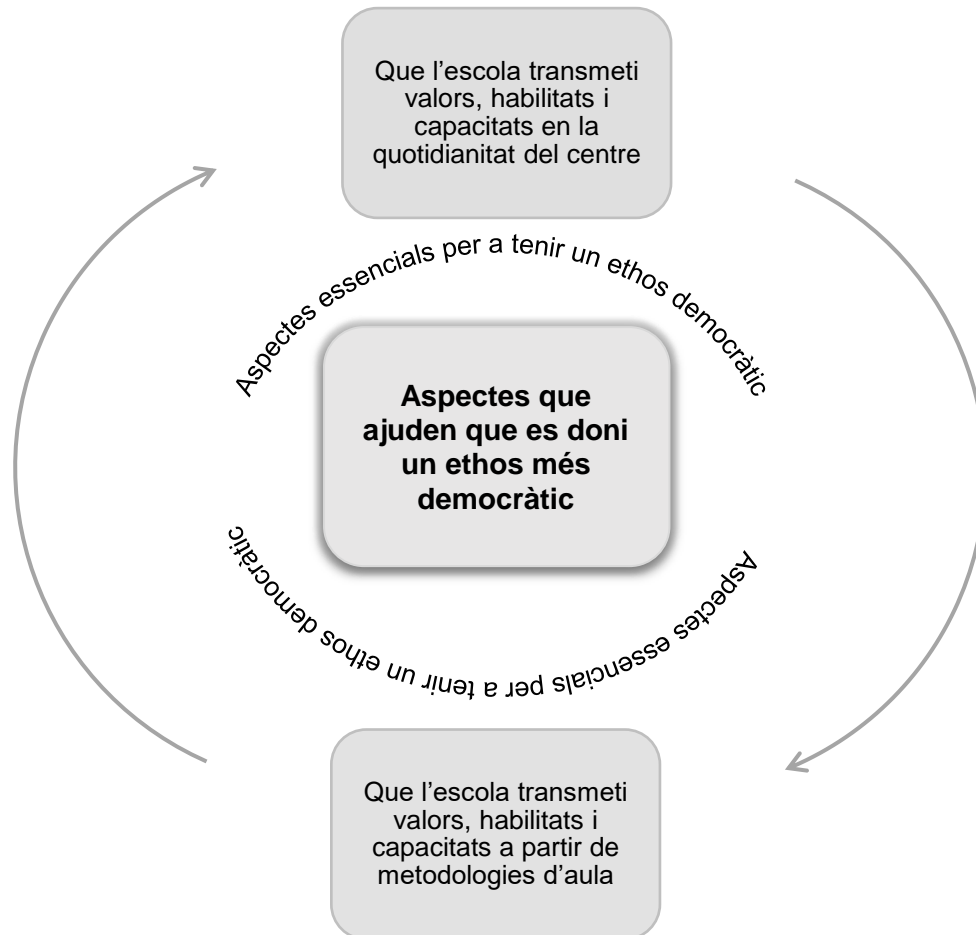 Que l’escola transmeti
valors, habilitats i
capacitats en la
quotidianitat del centre
Aspectes essencials per a tenir un ethos democràtic
Aspectes que
ajuden que es doni
un ethos més
democràtic
Aspectes essencials per a tenir un ethos democràtic
Que l’escola transmeti
valors, habilitats i
capacitats a partir de
metodologies d’aula